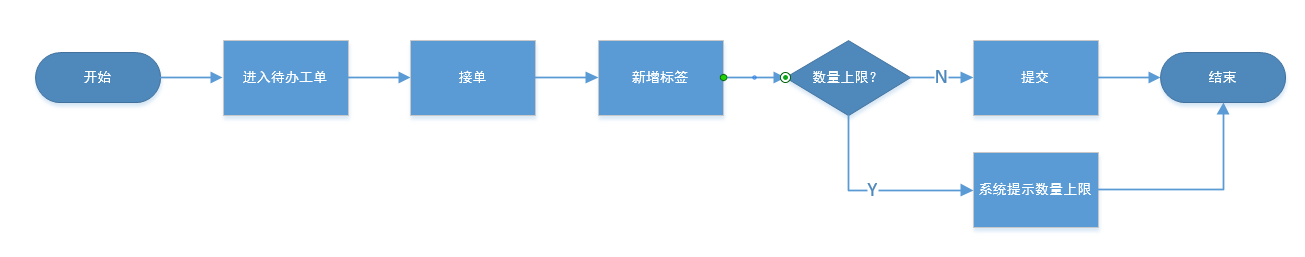 开始
进入待办工单
接单
新增标签
数量上限?
N
提交
结束
Y
系统提示数量上限